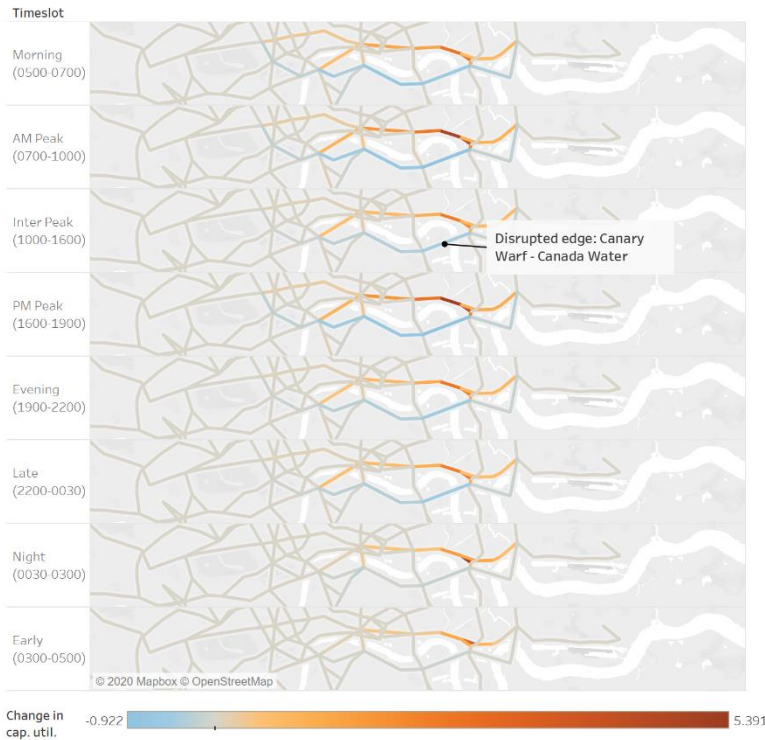 Timeslot
Morning
(0500-0700)
AM Peak
(0700-1000)
Inter Peak
(1000-1600)
Disrupted edge: Canary
Warf - Canada Water
PM Peak
(1600-1900)
Evening
(1900-2200)
Late
(2200-0030)
Night
(0030-0300)
Early
(0300-0500)
© 2020 Mapbox © OpenStreetMap
Change in
cap. util.
-0.922
5.391